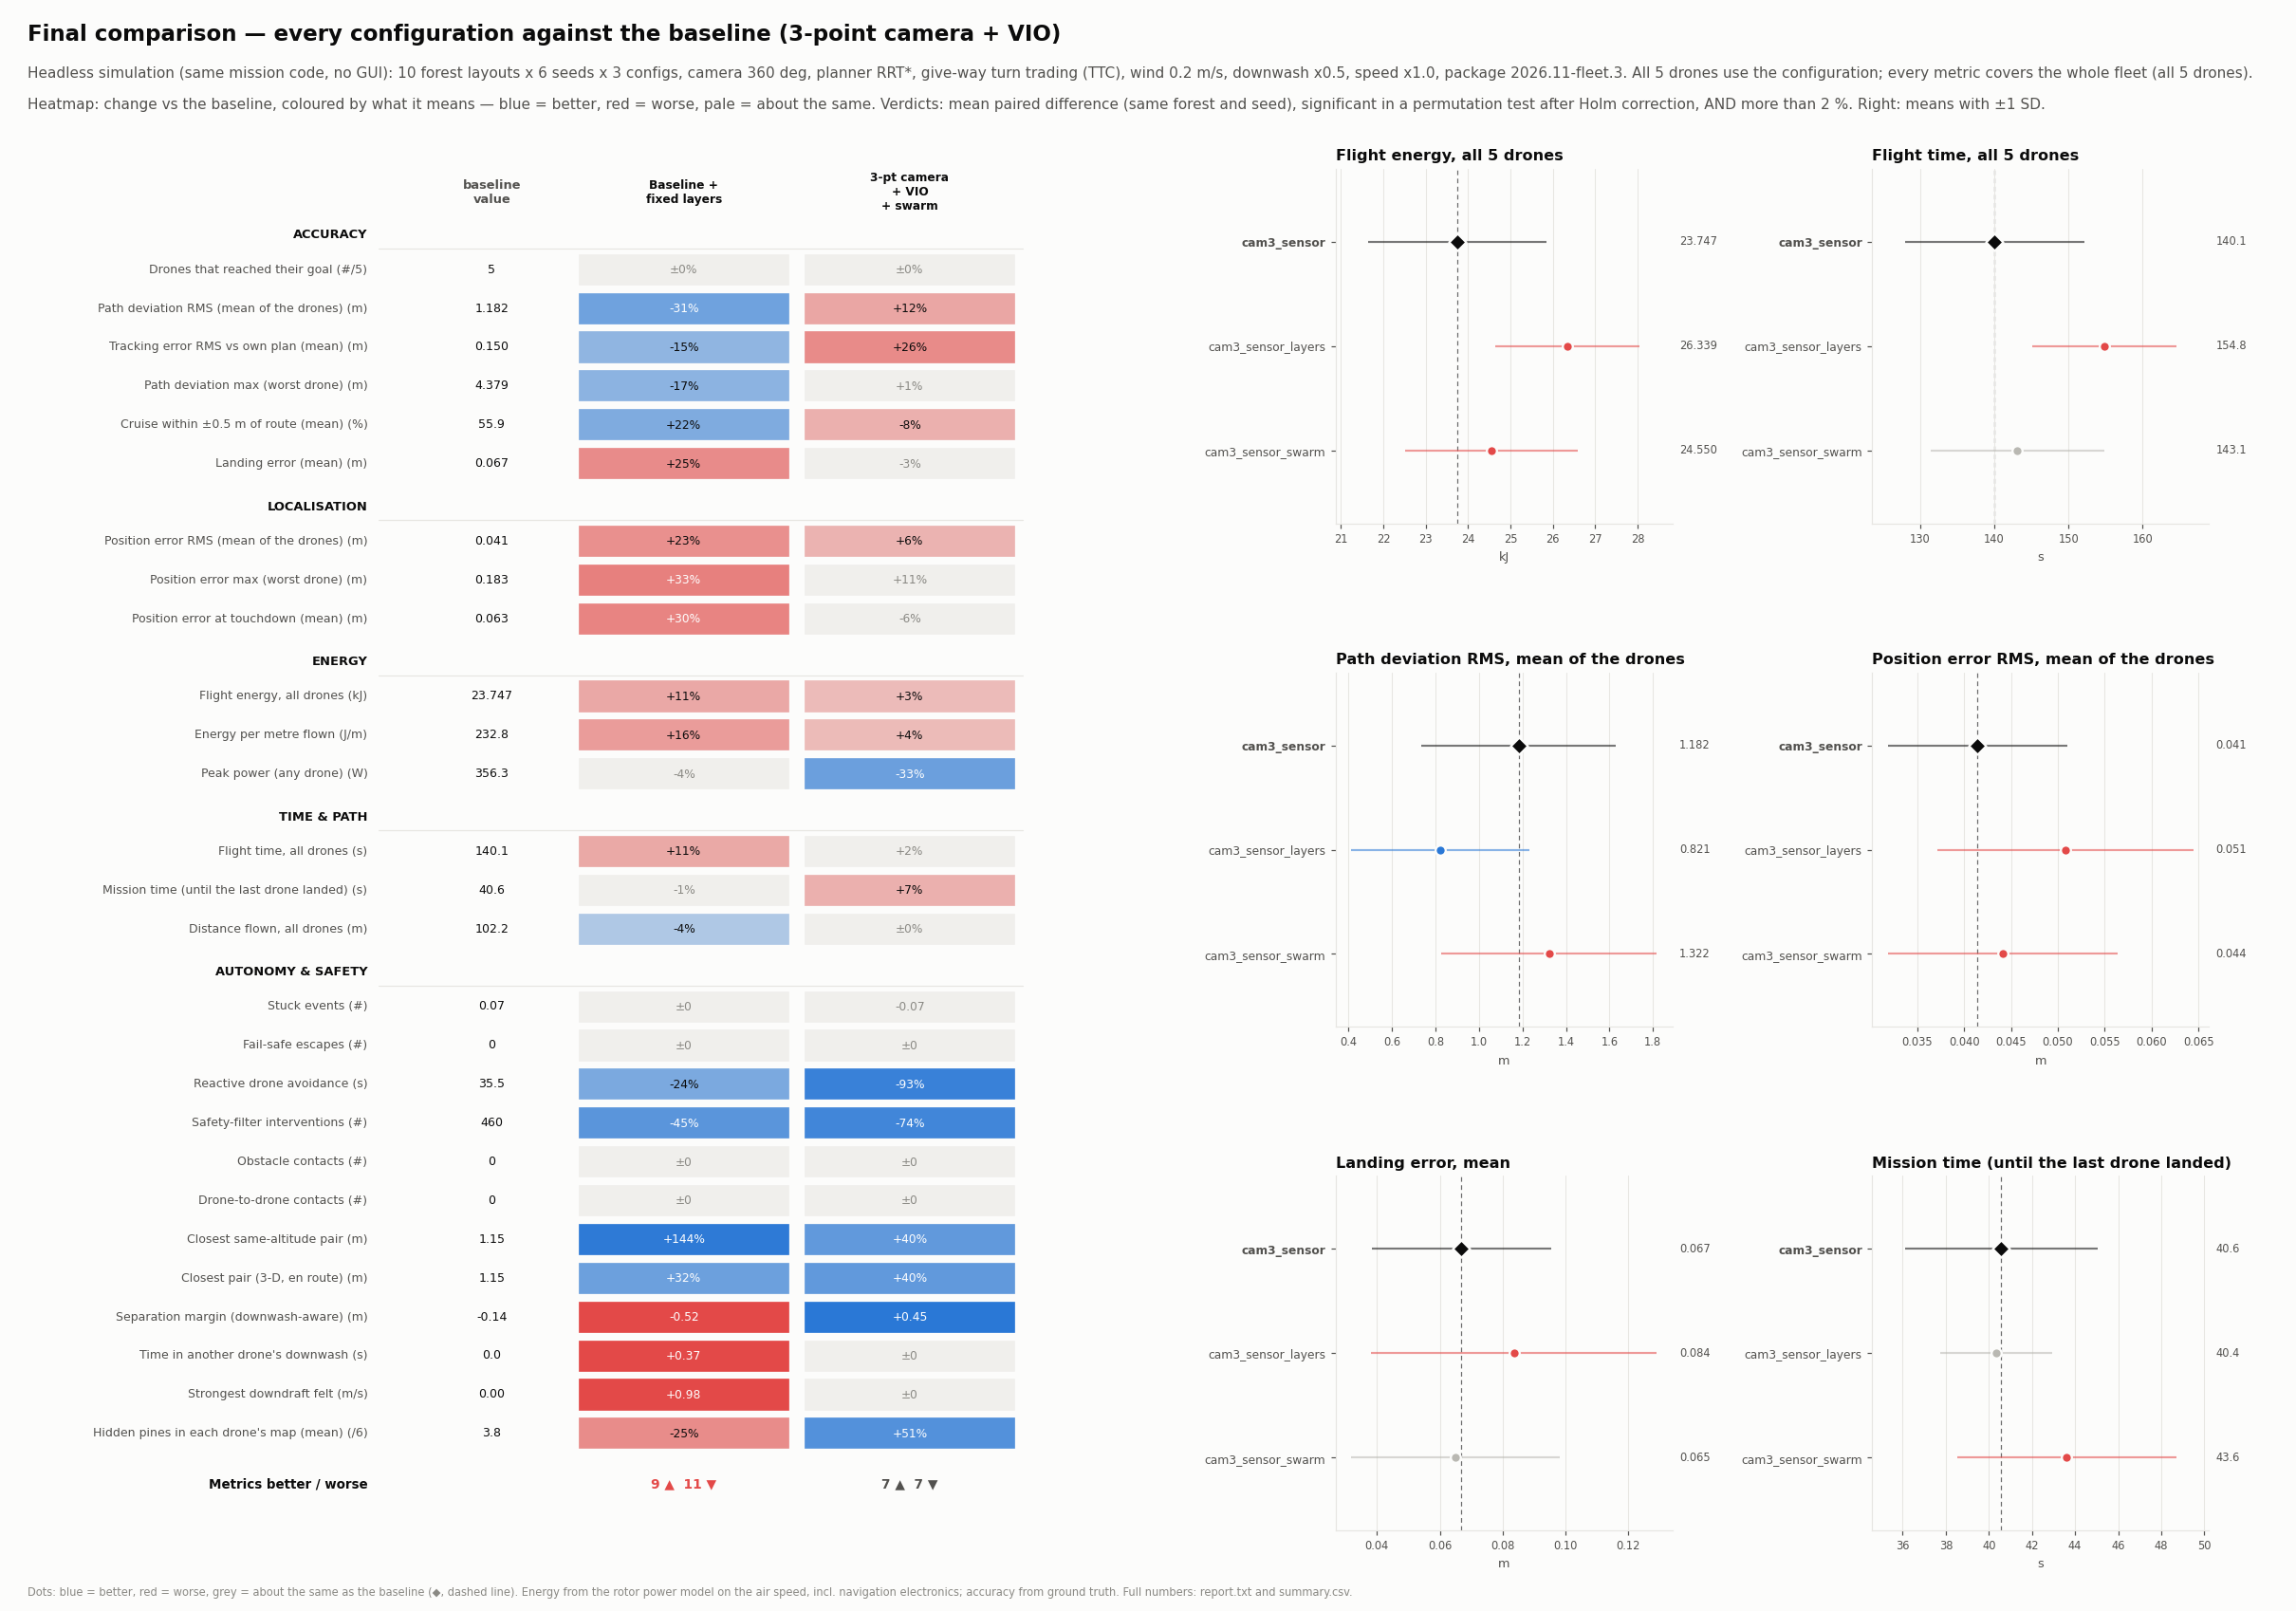 Final comparison — every configuration against the baseline (3-point camera + VIO)
Headless simulation (same mission code, no GUI): 10 forest layouts x 6 seeds x 3 configs, camera 360 deg, planner RRT*, give-way turn trading (TTC), wind 0.2 m/s, downwash x0.5, speed x1.0, package 2026.11-fleet.3. All 5 drones use the configuration; every metric covers the whole fleet (all 5 drones).
Heatmap: change vs the baseline, coloured by what it means — blue = better, red = worse, pale = about the same. Verdicts: mean paired difference (same forest and seed), significant in a permutation test after Holm correction, AND more than 2 %. Right: means with ±1 SD.
baseline
value
Baseline +
fixed layers
3-pt camera
+ VIO
+ swarm
ACCURACY
Drones that reached their goal (#/5) 5 ±0% ±0%
Path deviation RMS (mean of the drones) (m) 1.182 -31% +12%
Tracking error RMS vs own plan (mean) (m) 0.150 -15% +26%
Path deviation max (worst drone) (m) 4.379 -17% +1%
Cruise within ±0.5 m of route (mean) (%) 55.9 +22% -8%
Landing error (mean) (m) 0.067 +25% -3%
LOCALISATION
Position error RMS (mean of the drones) (m) 0.041 +23% +6%
Position error max (worst drone) (m) 0.183 +33% +11%
Position error at touchdown (mean) (m) 0.063 +30% -6%
ENERGY
Flight energy, all drones (kJ) 23.747 +11% +3%
Energy per metre flown (J/m) 232.8 +16% +4%
Peak power (any drone) (W) 356.3 -4% -33%
TIME & PATH
Flight time, all drones (s) 140.1 +11% +2%
Mission time (until the last drone landed) (s) 40.6 -1% +7%
Distance flown, all drones (m) 102.2 -4% ±0%
AUTONOMY & SAFETY
Stuck events (#) 0.07 ±0 -0.07
Fail-safe escapes (#) 0 ±0 ±0
Reactive drone avoidance (s) 35.5 -24% -93%
Safety-filter interventions (#) 460 -45% -74%
Obstacle contacts (#) 0 ±0 ±0
Drone-to-drone contacts (#) 0 ±0 ±0
Closest same-altitude pair (m) 1.15 +144% +40%
Closest pair (3-D, en route) (m) 1.15 +32% +40%
Separation margin (downwash-aware) (m) -0.14 -0.52 +0.45
Time in another drone's downwash (s) 0.0 +0.37 ±0
Strongest downdraft felt (m/s) 0.00 +0.98 ±0
Hidden pines in each drone's map (mean) (/6) 3.8 -25% +51%
Metrics better / worse 9 ▲ 11 ▼ 7 ▲ 7 ▼
Flight energy, all 5 drones
cam3_sensor 23.747
cam3_sensor_layers 26.339
cam3_sensor_swarm 24.550
21 22 23 24 25 26 27 28
kJ
Flight time, all 5 drones
cam3_sensor 140.1
cam3_sensor_layers 154.8
cam3_sensor_swarm 143.1
130 140 150 160
s
Path deviation RMS, mean of the drones
cam3_sensor 1.182
cam3_sensor_layers 0.821
cam3_sensor_swarm 1.322
0.4 0.6 0.8 1.0 1.2 1.4 1.6 1.8
m
Position error RMS, mean of the drones
cam3_sensor 0.041
cam3_sensor_layers 0.051
cam3_sensor_swarm 0.044
0.035 0.040 0.045 0.050 0.055 0.060 0.065
m
Landing error, mean
cam3_sensor 0.067
cam3_sensor_layers 0.084
cam3_sensor_swarm 0.065
0.04 0.06 0.08 0.10 0.12
m
Mission time (until the last drone landed)
cam3_sensor 40.6
cam3_sensor_layers 40.4
cam3_sensor_swarm 43.6
36 38 40 42 44 46 48 50
s
Dots: blue = better, red = worse, grey = about the same as the baseline (◆, dashed line). Energy from the rotor power model on the air speed, incl. navigation electronics; accuracy from ground truth. Full numbers: report.txt and summary.csv.